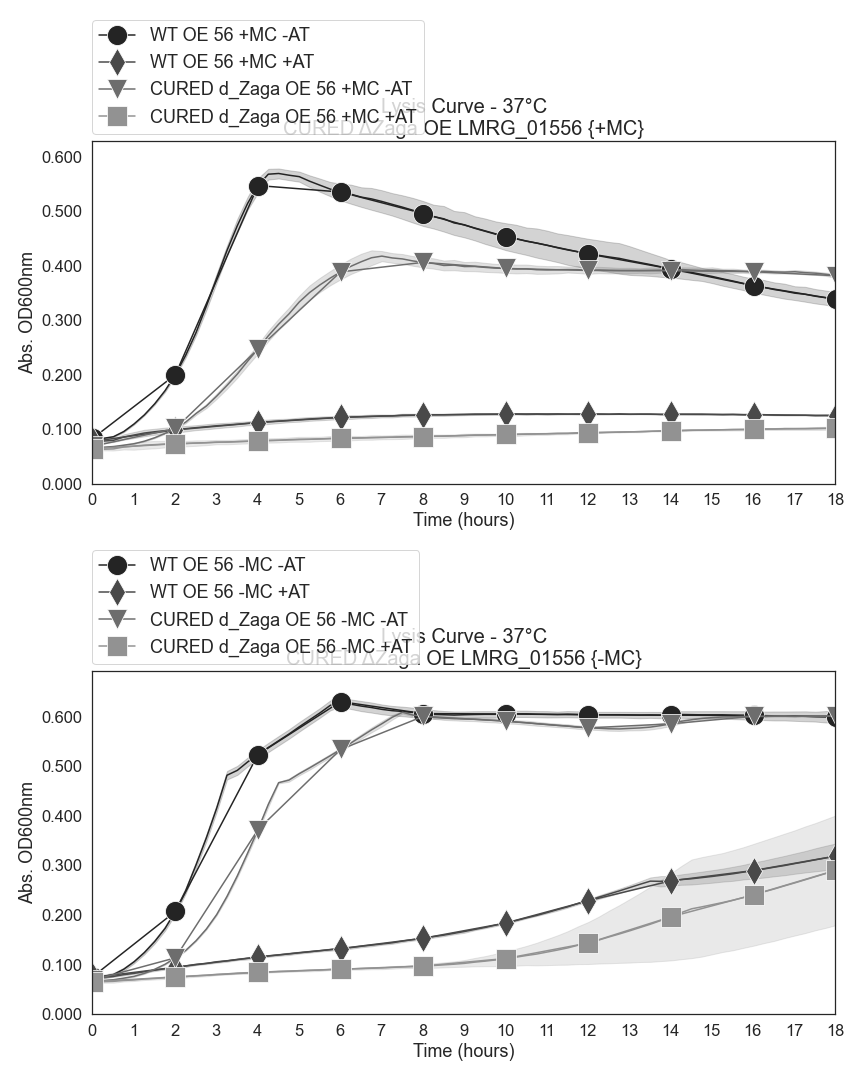 WT OE 56 +MC -AT
WT OE 56 +MC +AT
CURED d_Zaga OE 56 +MC -AT
CURED d_Zaga OE 56 +MC +AT
Lysis Curve - 37°C
CURED ΔZaga OE LMRG_01556 {+MC}
Abs. OD600nm
0.600
0.500
0.400
0.300
0.200
0.100
0.000
0 1 2 3 4 5 6 7 8 9 10 11 12 13 14 15 16 17 18
Time (hours)
WT OE 56 -MC -AT
WT OE 56 -MC +AT
CURED d_Zaga OE 56 -MC -AT
CURED d_Zaga OE 56 -MC +AT
Lysis Curve - 37°C
CURED ΔZaga OE LMRG_01556 {-MC}
Abs. OD600nm
0.600
0.500
0.400
0.300
0.200
0.100
0.000
0 1 2 3 4 5 6 7 8 9 10 11 12 13 14 15 16 17 18
Time (hours)